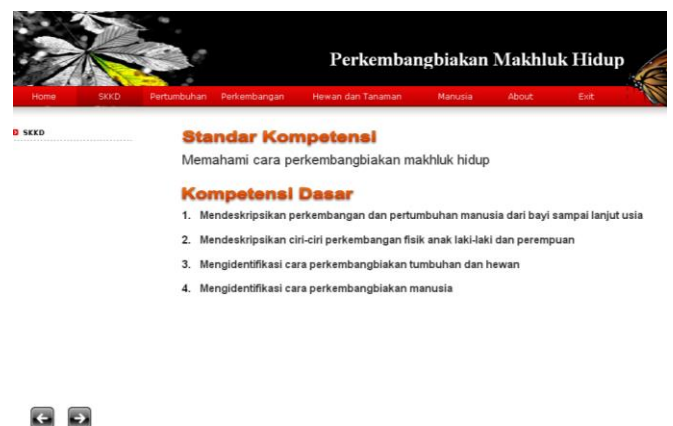 Perkembangbiakan Makhluk Hidup
Home SKKD Pertumbuhan Perkembangan Hewan dan Tanaman Manusia About Exit
SKKD
Standar Kompetensi
Memahami cara perkembangbiakan makhluk hidup
Kompetensi Dasar
1. Mendeskripsikan perkembangan dan pertumbuhan manusia dari bayi sampai lanjut usia
2. Mendeskripsikan ciri-ciri perkembangan fisik anak laki-laki dan perempuan
3. Mengidentifikasi cara perkembangbiakan tumbuhan dan hewan
4. Mengidentifikasi cara perkembangbiakan manusia